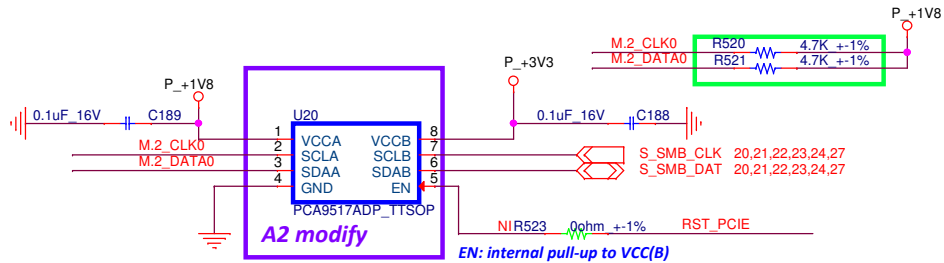 P_+1V8
M.2_CLK0 R520 4.7K_+-1%
M.2_DATA0 R521 4.7K_+-1%
P_+3V3
P_+1V8
0.1uF_16V C189 U20 0.1uF_16V C188
1 VCCA VCCB 8
M.2_CLK0 2 SCLA SCLB 7 S_SMB_CLK 20,21,22,23,24,27
M.2_DATA0 3 SDAA SDAB 6 S_SMB_DAT 20,21,22,23,24,27
4 GND EN 5
PCA9517ADP_TTSOP
A2 modify
NI R523 0ohm_+-1% RST_PCIE
EN: internal pull-up to VCC(B)